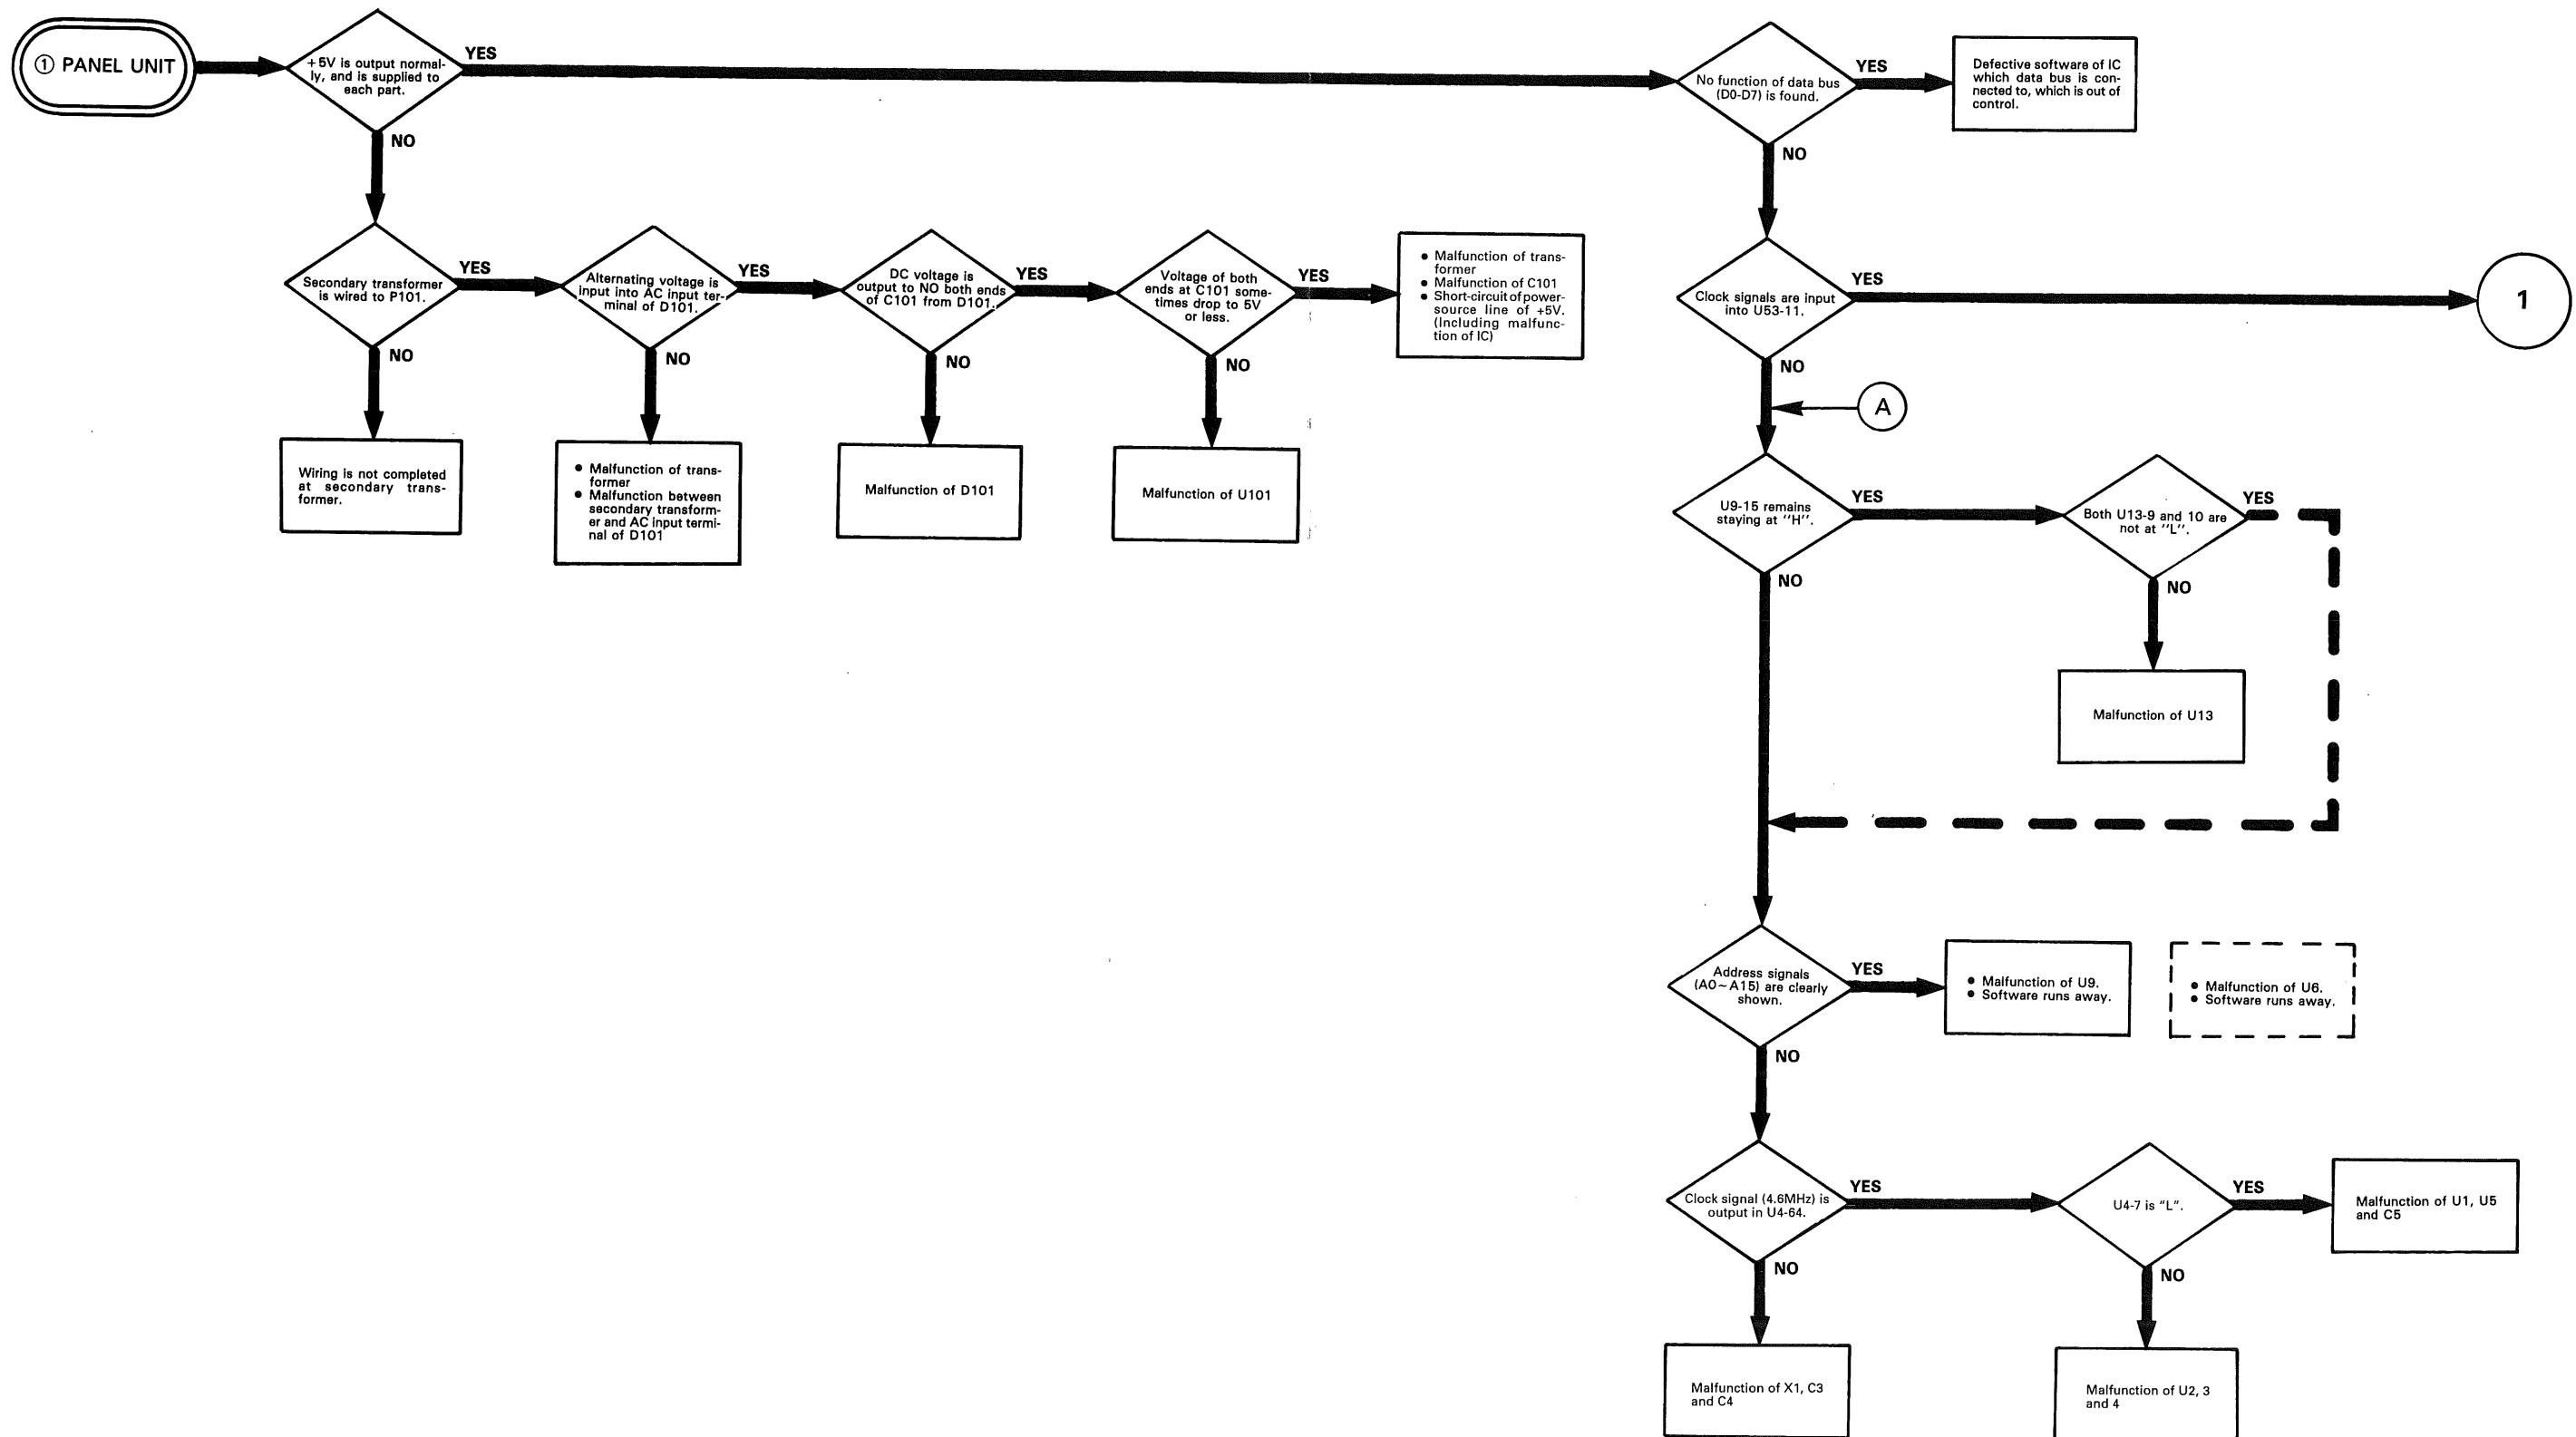 ① PANEL UNIT
+5V is output normal-
ly, and is supplied to
each part.
YES
NO
No function of data bus
(D0-D7) is found.
YES
NO
Defective software of IC
which data bus is con-
nected to, which is out of
control.
Secondary transformer
is wired to P101.
YES
NO
Alternating voltage is
input into AC input ter-
minal of D101.
YES
NO
DC voltage is
output to NO both ends
of C101 from D101.
YES
NO
Voltage of both
ends at C101 some-
times drop to 5V
or less.
YES
NO
● Malfunction of trans-
former
● Malfunction of C101
● Short-circuit of power-
source line of +5V.
(Including malfunc-
tion of IC)
Clock signals are input
into U53-11.
YES
NO
1
A
Wiring is not completed
at secondary trans-
former.
● Malfunction of trans-
former
● Malfunction between
secondary transform-
er and AC input termi-
nal of D101
Malfunction of D101
Malfunction of U101
U9-15 remains
staying at "H".
YES
NO
Both U13-9 and 10 are
not at "L".
YES
NO
Malfunction of U13
Address signals
(A0~A15) are clearly
shown.
YES
NO
● Malfunction of U9.
● Software runs away.
● Malfunction of U6.
● Software runs away.
Clock signal (4.6MHz) is
output in U4-64.
YES
NO
U4-7 is "L".
YES
NO
Malfunction of U1, U5
and C5
Malfunction of X1, C3
and C4
Malfunction of U2, 3
and 4